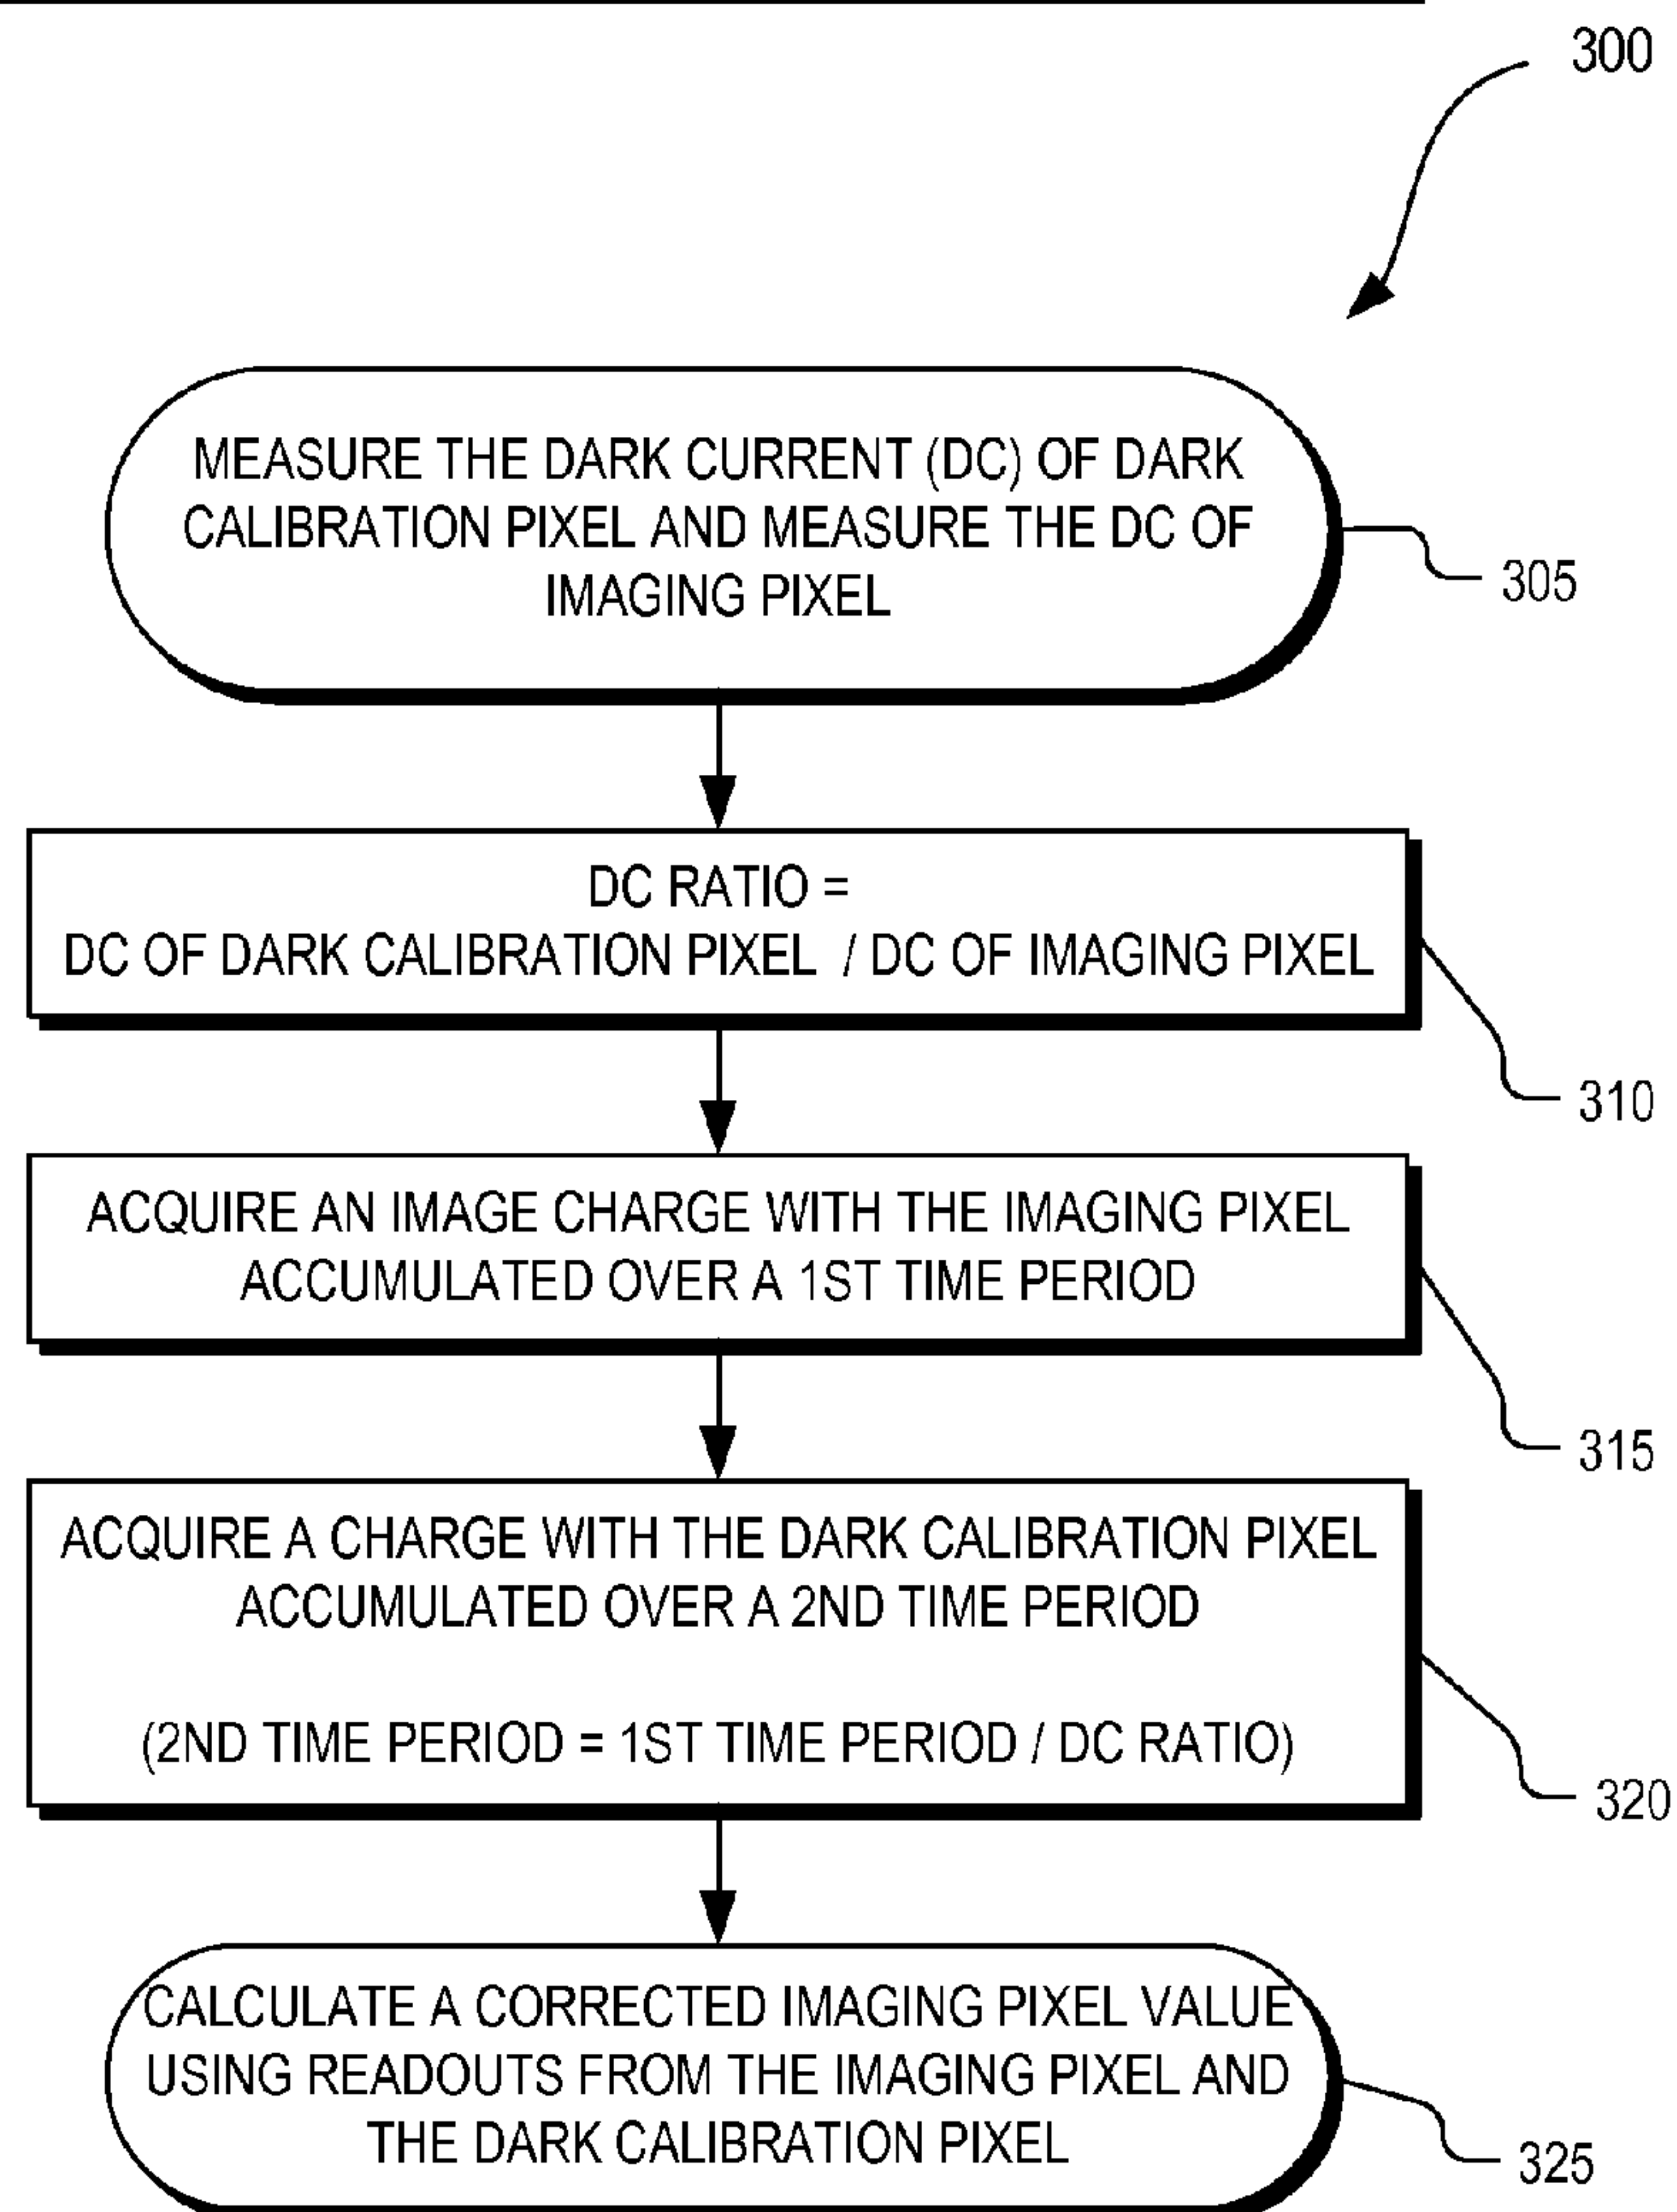 300
MEASURE THE DARK CURRENT (DC) OF DARK
CALIBRATION PIXEL AND MEASURE THE DC OF
IMAGING PIXEL
305
DC RATIO =
DC OF DARK CALIBRATION PIXEL / DC OF IMAGING PIXEL
310
ACQUIRE AN IMAGE CHARGE WITH THE IMAGING PIXEL
ACCUMULATED OVER A 1ST TIME PERIOD
315
ACQUIRE A CHARGE WITH THE DARK CALIBRATION PIXEL
ACCUMULATED OVER A 2ND TIME PERIOD
(2ND TIME PERIOD = 1ST TIME PERIOD / DC RATIO)
320
CALCULATE A CORRECTED IMAGING PIXEL VALUE
USING READOUTS FROM THE IMAGING PIXEL AND
THE DARK CALIBRATION PIXEL
325